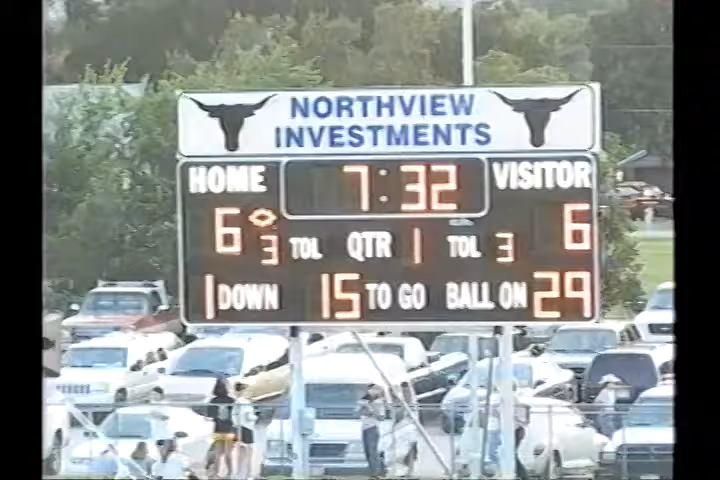 NORTHVIEW
INVESTMENTS
HOME 7:32 VISITOR
6 3 TOL QTR 1 TOL 3 6
1 DOWN 15 TO GO BALL ON 29